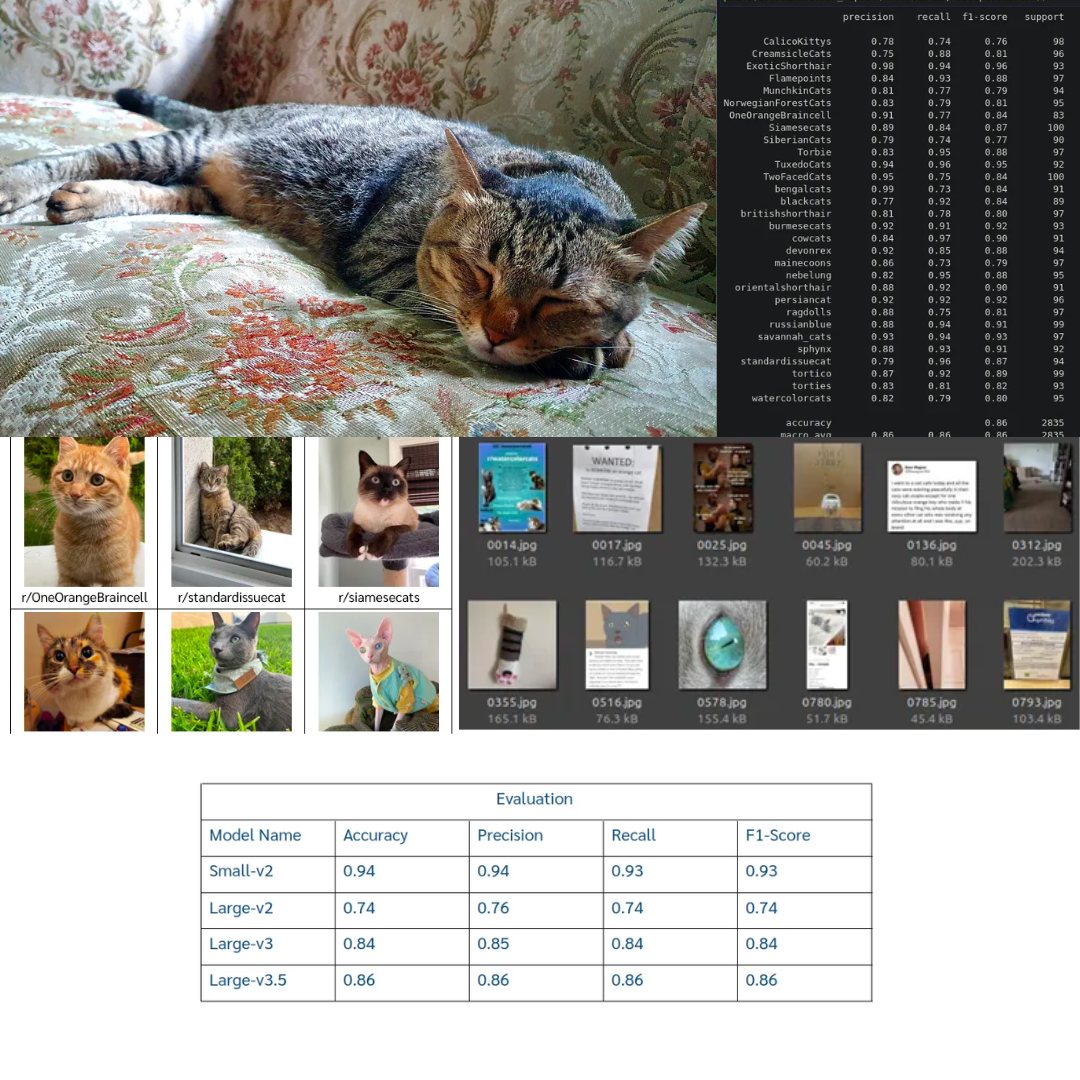 precision recall f1-score support
CalicoKittys 0.78 0.74 0.76 98
CreamsicleCats 0.75 0.88 0.81 96
ExoticShorthair 0.98 0.94 0.96 93
Flamepoints 0.84 0.93 0.88 97
MunchkinCats 0.81 0.77 0.79 94
NorwegianForestCats 0.83 0.79 0.81 95
OneOrangeBraincell 0.91 0.77 0.84 83
Siamesecats 0.89 0.84 0.87 100
SiberianCats 0.79 0.74 0.77 90
Torbie 0.83 0.95 0.88 97
TuxedoCats 0.94 0.96 0.95 92
TwoFacedCats 0.95 0.75 0.84 100
bengalcats 0.99 0.73 0.84 91
blackcats 0.77 0.92 0.84 89
britishshorthair 0.81 0.78 0.80 97
burmesecats 0.92 0.91 0.92 93
cowcats 0.84 0.97 0.90 91
devonrex 0.92 0.85 0.88 94
mainecoons 0.86 0.73 0.79 97
nebelung 0.82 0.95 0.88 95
orientalshorthair 0.88 0.92 0.90 91
persiancat 0.92 0.92 0.92 96
ragdolls 0.88 0.75 0.81 97
russianblue 0.88 0.94 0.91 99
savannah_cats 0.93 0.94 0.93 97
sphynx 0.88 0.93 0.91 92
standardissuecat 0.79 0.96 0.87 94
tortico 0.87 0.92 0.89 99
torties 0.83 0.81 0.82 93
watercolorcats 0.82 0.79 0.80 95
accuracy 0.86 2835
macro avg 0.86 0.86 0.86 2835
r/OneOrangeBraincell r/standardissuecat r/siamesecats
r/watercolorcats
WANTED:
0014.jpg 0017.jpg 0025.jpg 0045.jpg 0136.jpg 0312.jpg
105.1 kB 116.7 kB 132.3 kB 60.2 kB 80.1 kB 202.3 kB
0355.jpg 0516.jpg 0578.jpg 0780.jpg 0785.jpg 0793.jpg
165.1 kB 76.3 kB 155.4 kB 51.7 kB 45.4 kB 103.4 kB
Evaluation
Model Name Accuracy Precision Recall F1-Score
Small-v2 0.94 0.94 0.93 0.93
Large-v2 0.74 0.76 0.74 0.74
Large-v3 0.84 0.85 0.84 0.84
Large-v3.5 0.86 0.86 0.86 0.86